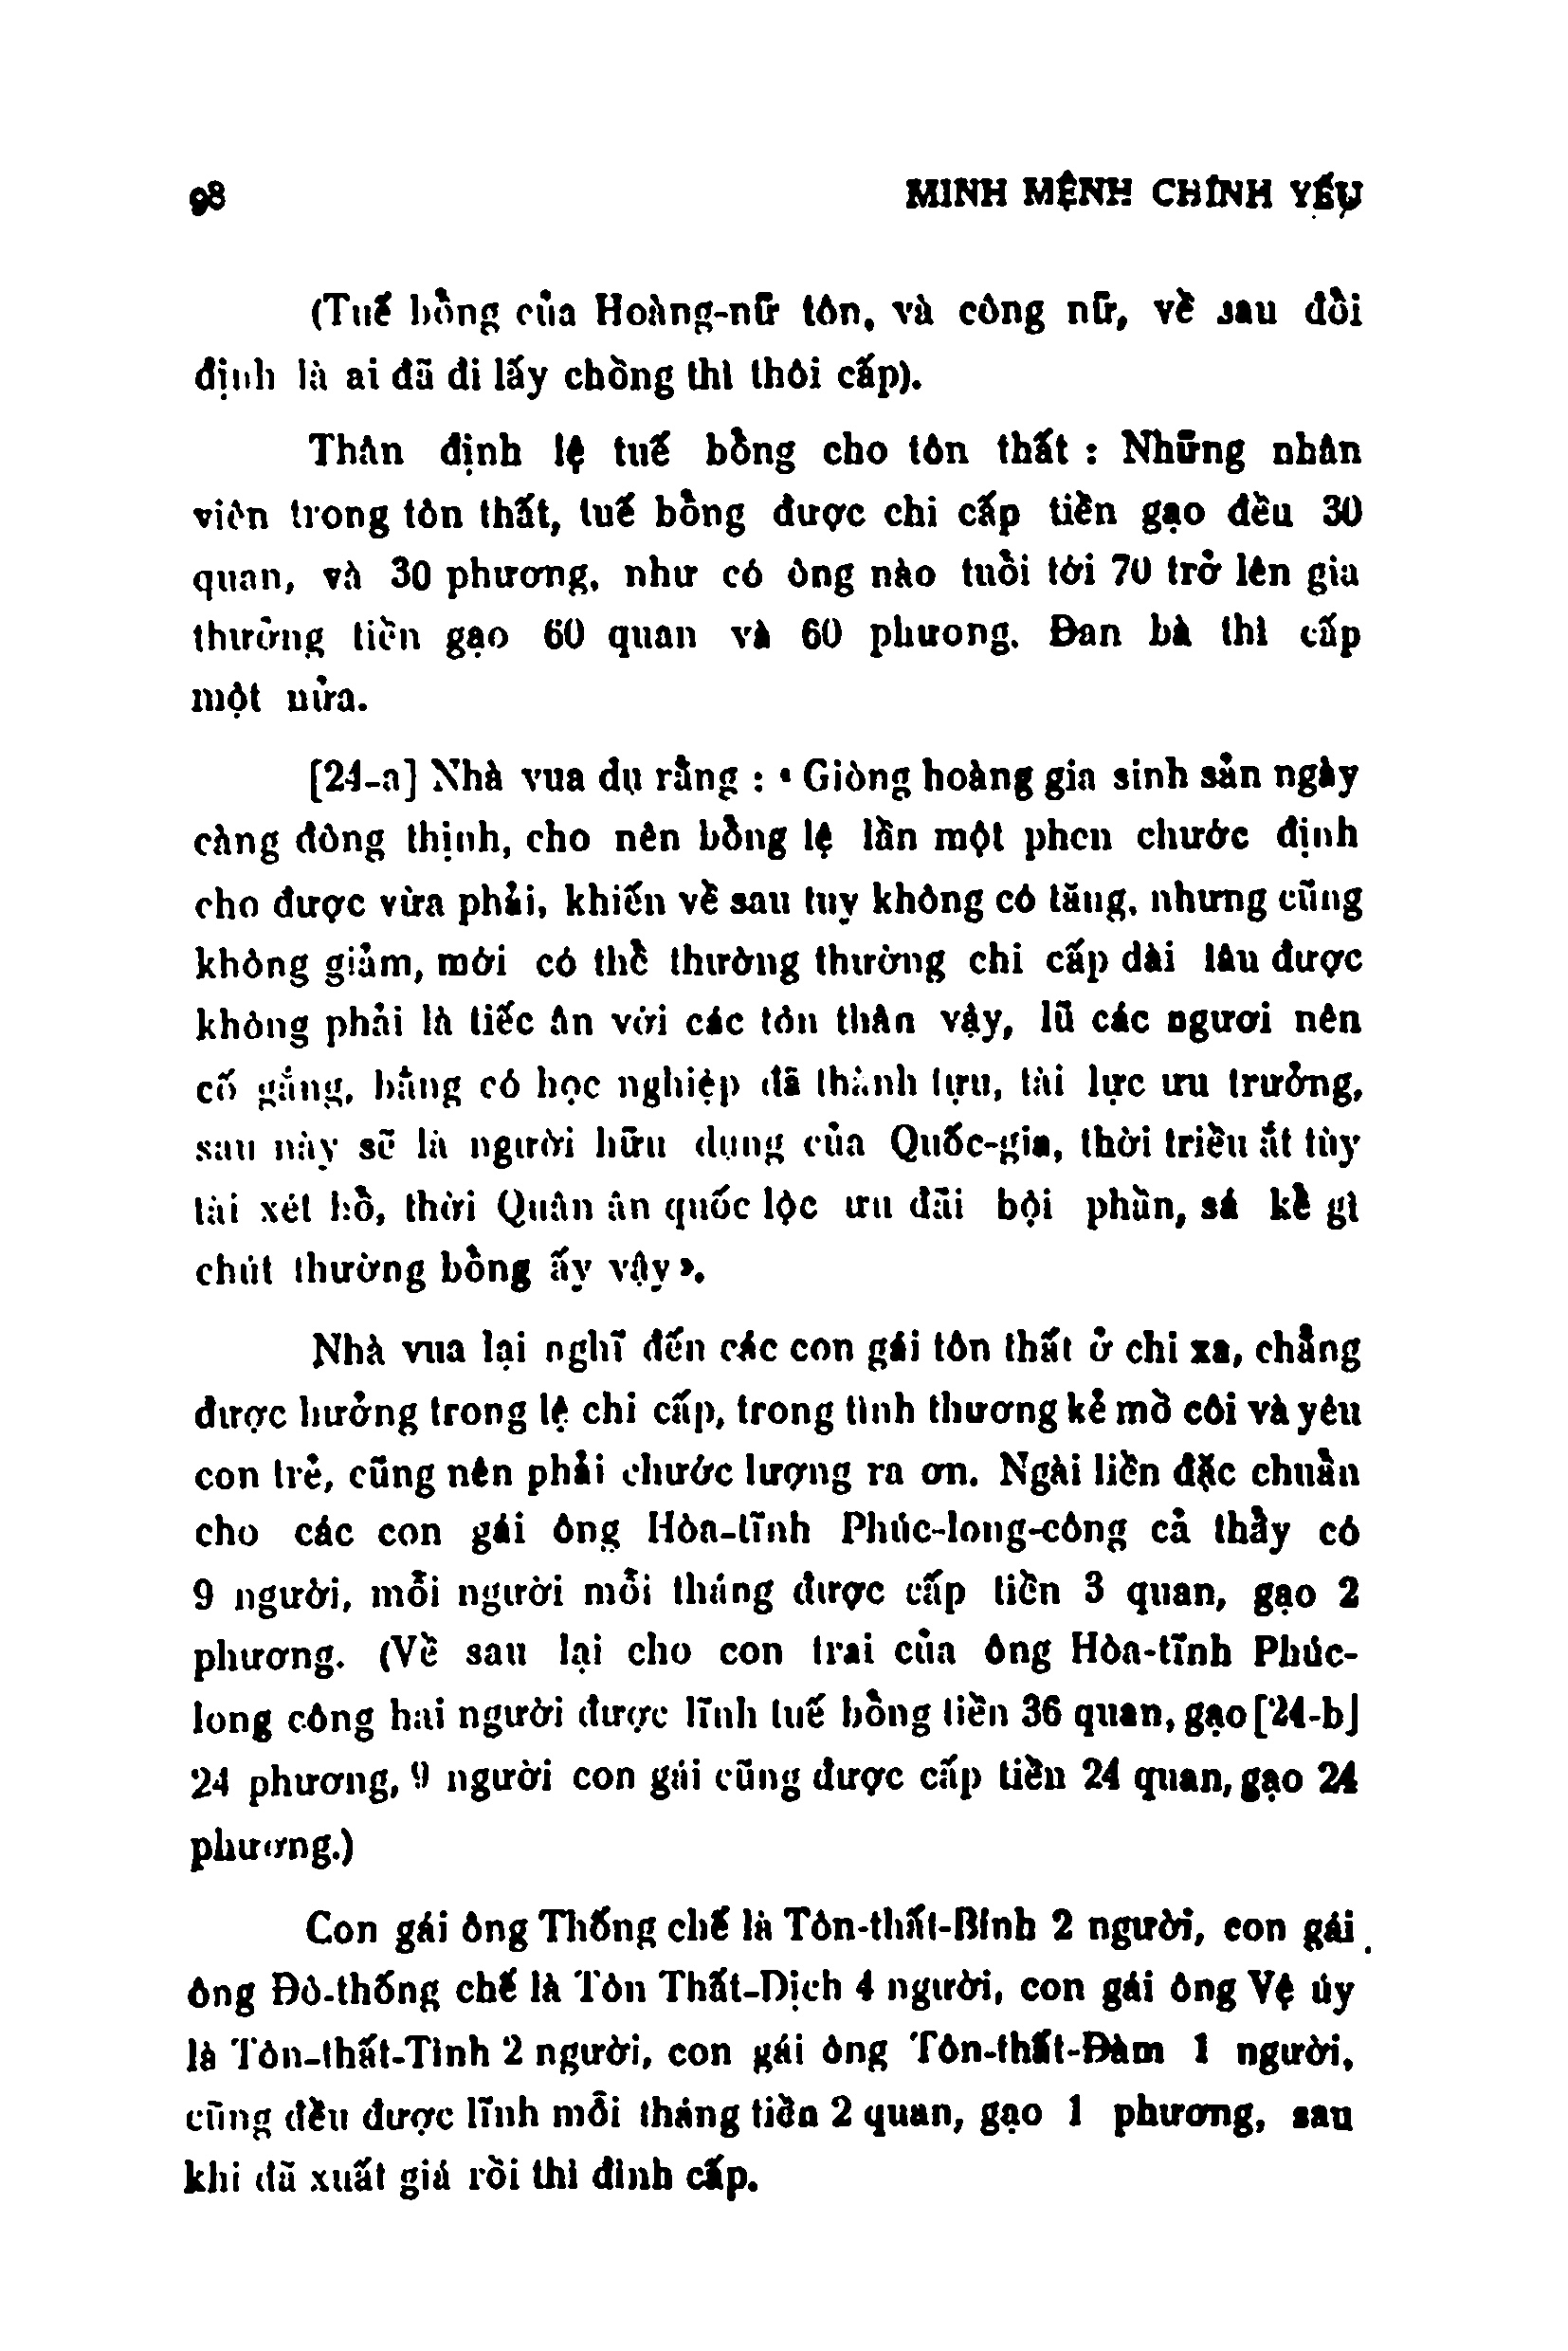 98 MINH MỆNH CHÍNH YẾU
(Tuế bổng của Hoàng-nữ tôn, và công nữ, về sau đổi
định là ai đã đi lấy chồng thì thôi cấp).
Thân định lệ tuế bổng cho tôn thất : Những nhân
viên trong tôn thất, tuế bổng được chi cấp tiền gạo đều 30
quan, và 30 phương, như có ông nào tuổi tới 70 trở lên gia
thưởng tiền gạo 60 quan và 60 phuong. Đan bà thì cấp
một nửa.
[24-a] Nhà vua dụ rằng : « Giòng hoàng gia sinh sản ngày
càng đông thịnh, cho nên bổng lệ lần một phen chước định
cho được vừa phải, khiến về sau tuy không có tăng, nhưng cũng
không giảm, mới có thể thường thường chi cấp dài lâu được
không phải là tiếc ân với các tôn thân vậy, lũ các ngươi nên
cố gắng, bằng có học nghiệp đã thành tựu, tài lực ưu trưởng,
sau này sẽ là người hữu dụng của Quốc-gia, thời triều ắt tùy
tài xét bổ, thời Quân ân quốc lộc ưu đãi bội phần, sá kể gì
chút thường bổng ấy vậy ».
Nhà vua lại nghĩ đến các con gái tôn thất ở chi xa, chẳng
được hưởng trong lệ chi cấp, trong tình thương kẻ mồ côi và yêu
con trẻ, cũng nên phải chước lượng ra ơn. Ngài liền đặc chuẩn
cho các con gái ông Hòa-tĩnh Phúc-long-công cả thảy có
9 người, mỗi người mỗi tháng được cấp tiền 3 quan, gạo 2
phương. (Về sau lại cho con trai của ông Hòa-tĩnh Phúc-
long công hai người được lĩnh tuế bổng tiền 36 quan, gạo [24-b]
24 phương, 9 người con gái cũng được cấp tiền 24 quan, gạo 24
phương.)
Con gái ông Thống chế là Tôn-thất-Bính 2 người, con gái
ông Đô-thống chế là Tôn Thất-Dịch 4 người, con gái ông Vệ úy
là Tôn-thất-Tình 2 người, con gái ông Tôn-thất-Đàm 1 người,
cũng đều được lĩnh mỗi tháng tiền 2 quan, gạo 1 phương, sau
khi đã xuất giá rồi thì đình cấp.